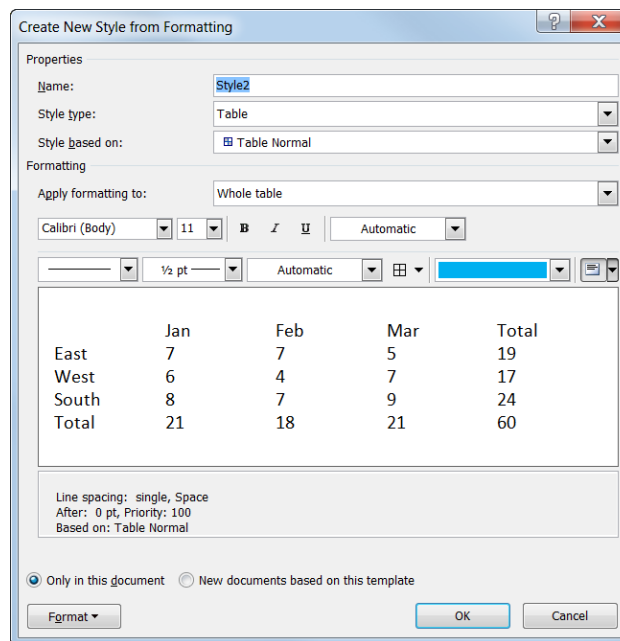 Create New Style from Formatting
Properties
Name: Style2
Style type: Table
Style based on: Table Normal
Formatting
Apply formatting to: Whole table
Calibri (Body) 11 B I U Automatic
½ pt Automatic
Jan Feb Mar Total
East 7 7 5 19
West 6 4 7 17
South 8 7 9 24
Total 21 18 21 60
Line spacing: single, Space
After: 0 pt, Priority: 100
Based on: Table Normal
Only in this document New documents based on this template
Format OK Cancel